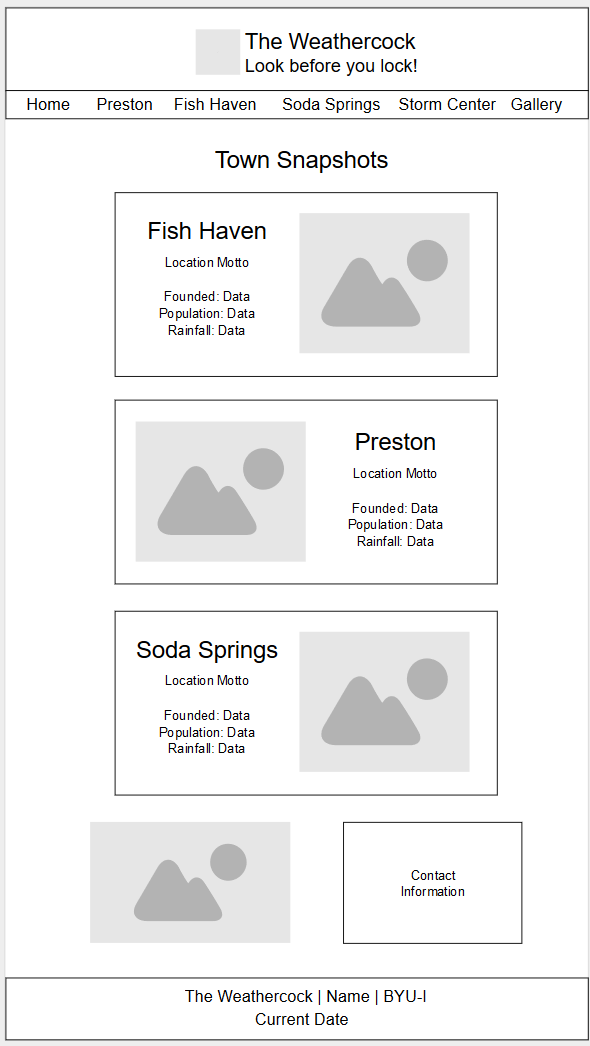 The Weathercock
Look before you lock!
Home Preston Fish Haven Soda Springs Storm Center Gallery
Town Snapshots
Fish Haven
Location Motto
Founded: Data
Population: Data
Rainfall: Data
Preston
Location Motto
Founded: Data
Population: Data
Rainfall: Data
Soda Springs
Location Motto
Founded: Data
Population: Data
Rainfall: Data
Contact
Information
The Weathercock | Name | BYU-I
Current Date